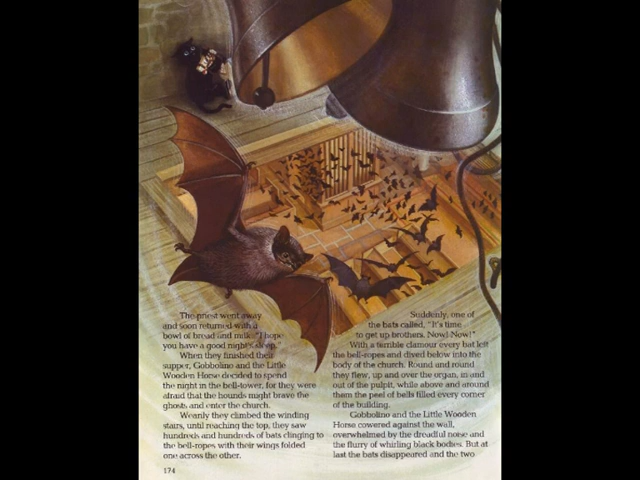 The priest went away
and soon returned with a
bowl of bread and milk. "I hope
you have a good night's sleep."
When they finished their
supper, Gobbolino and the Little
Wooden Horse decided to spend
the night in the bell-tower, for they were
afraid that the hounds might brave the
ghosts and enter the church.
Wearily they climbed the winding
stairs, until reaching the top, they saw
hundreds and hundreds of bats clinging to
the bell-ropes with their wings folded
one across the other.
Suddenly, one of
the bats called, "It's time
to get up brothers. Now! Now!"
With a terrible clamour every bat left
the bell-ropes and dived below into the
body of the church. Round and round
they flew, up and over the organ, in and
out of the pulpit, while above and around
them the peel of bells filled every corner
of the building.
Gobbolino and the Little Wooden
Horse cowered against the wall,
overwhelmed by the dreadful noise and
the flurry of whirling black bodies. But at
last the bats disappeared and the two
174